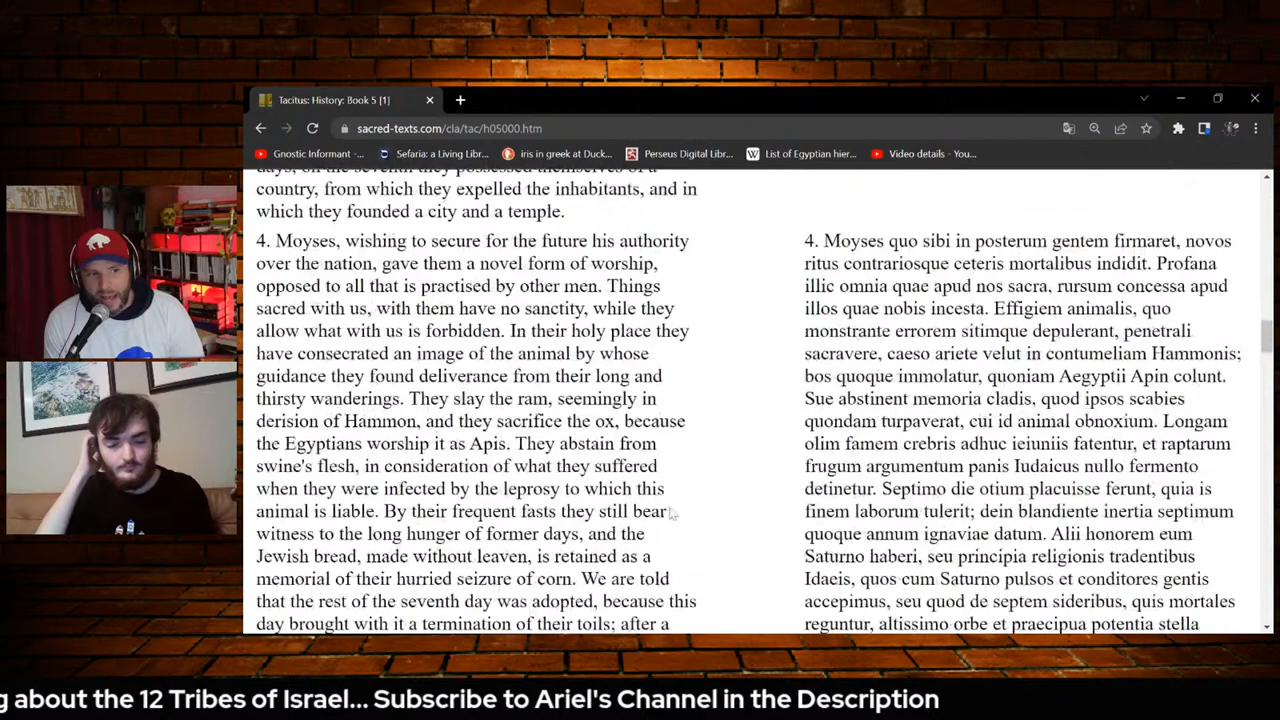 Tacitus: History: Book 5 [1]
sacred-texts.com/cla/tac/h05000.htm
Gnostic Informant -...
Sefaria: a Living Libr...
iris in greek at Duck...
Perseus Digital Libr...
List of Egyptian hier...
Video details - You...
days, on the seventh they possessed themselves of a
country, from which they expelled the inhabitants, and in
which they founded a city and a temple.
4. Moyses, wishing to secure for the future his authority
over the nation, gave them a novel form of worship,
opposed to all that is practised by other men. Things
sacred with us, with them have no sanctity, while they
allow what with us is forbidden. In their holy place they
have consecrated an image of the animal by whose
guidance they found deliverance from their long and
thirsty wanderings. They slay the ram, seemingly in
derision of Hammon, and they sacrifice the ox, because
the Egyptians worship it as Apis. They abstain from
swine's flesh, in consideration of what they suffered
when they were infected by the leprosy to which this
animal is liable. By their frequent fasts they still bear
witness to the long hunger of former days, and the
Jewish bread, made without leaven, is retained as a
memorial of their hurried seizure of corn. We are told
that the rest of the seventh day was adopted, because this
day brought with it a termination of their toils; after a
4. Moyses quo sibi in posterum gentem firmaret, novos
ritus contrariosque ceteris mortalibus indidit. Profana
illic omnia quae apud nos sacra, rursum concessa apud
illos quae nobis incesta. Effigiem animalis, quo
monstrante errorem sitimque depulerant, penetrali
sacravere, caeso ariete velut in contumeliam Hammonis;
bos quoque immolatur, quoniam Aegyptii Apin colunt.
Sue abstinent memoria cladis, quod ipsos scabies
quondam turpaverat, cui id animal obnoxium. Longam
olim famem crebris adhuc ieiuniis fatentur, et raptarum
frugum argumentum panis Iudaicus nullo fermento
detinetur. Septimo die otium placuisse ferunt, quia is
finem laborum tulerit; dein blandiente inertia septimum
quoque annum ignaviae datum. Alii honorem eum
Saturno haberi, seu principia religionis tradentibus
Idaeis, quos cum Saturno pulsos et conditores gentis
accepimus, seu quod de septem sideribus, quis mortales
reguntur, altissimo orbe et praecipua potentia stella
g about the 12 Tribes of Israel... Subscribe to Ariel's Channel in the Description